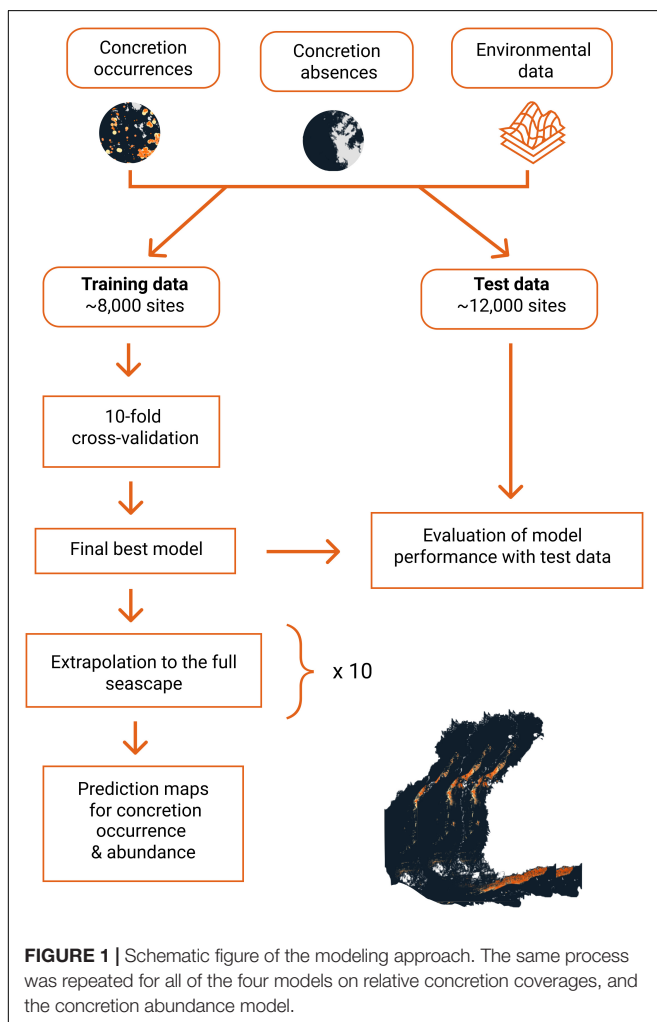 Concretion
occurrences
Concretion
absences
Environmental
data
Training data
~8,000 sites
Test data
~12,000 sites
10-fold
cross-validation
Final best model
Evaluation of model
performance with test data
Extrapolation to the full
seascape
x 10
Prediction maps
for concretion
occurrence
& abundance
FIGURE 1 | Schematic figure of the modeling approach. The same process
was repeated for all of the four models on relative concretion coverages, and
the concretion abundance model.